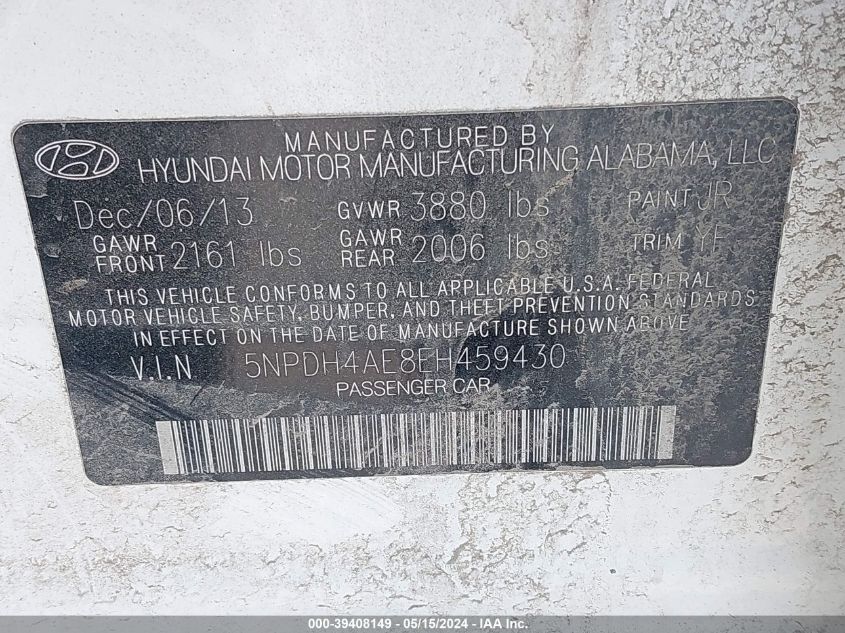 MANUFACTURED BY
HYUNDAI MOTOR MANUFACTURING ALABAMA, LLC
Dec/06/13 GVWR 3880 lbs PAINT JR
GAWR FRONT 2161 lbs GAWR REAR 2006 lbs TRIM YF
THIS VEHICLE CONFORMS TO ALL APPLICABLE U.S.A. FEDERAL
MOTOR VEHICLE SAFETY, BUMPER, AND THEFT PREVENTION STANDARDS
IN EFFECT ON THE DATE OF MANUFACTURE SHOWN ABOVE.
V.I.N 5NPDH4AE8EH459430
PASSENGER CAR
000-39408149 - 05/15/2024 - IAA Inc.